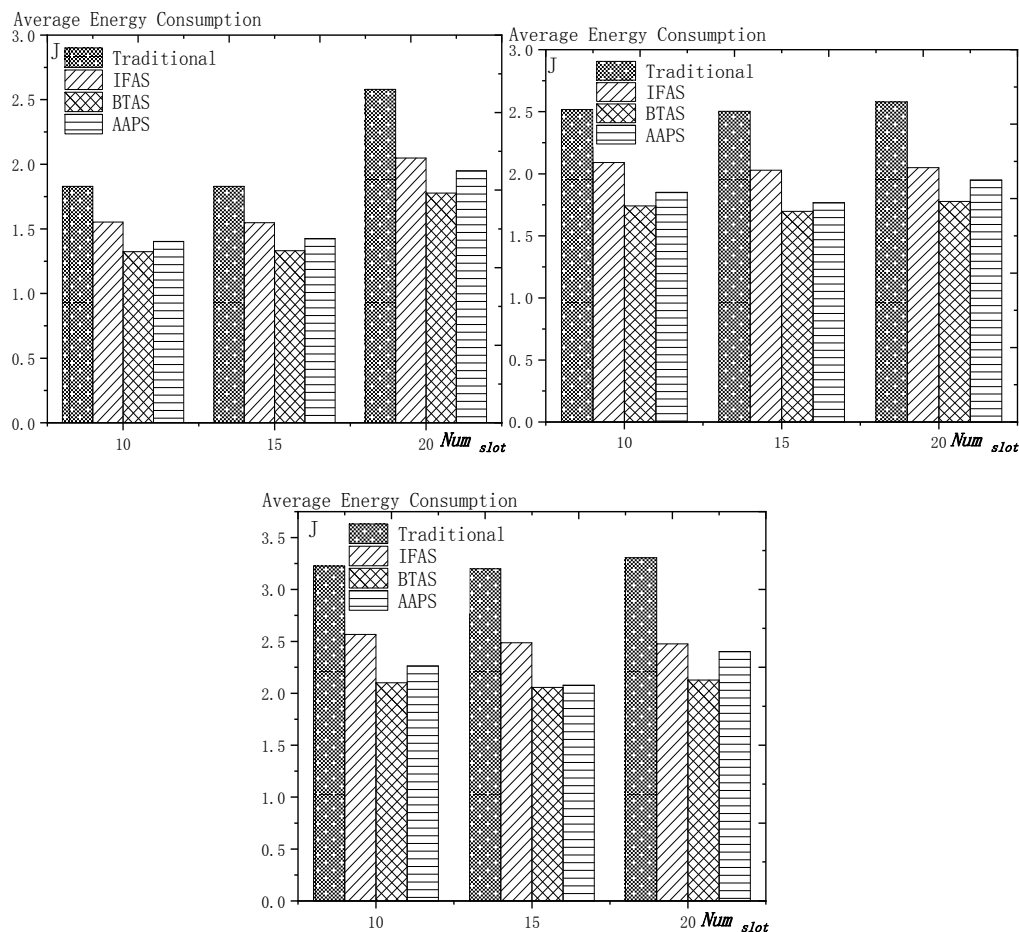 Average Energy Consumption
3.0
J
Traditional
IFAS
BTAS
AAPS
2.5
2.0
1.5
1.0
0.5
0.0
10
15
20
Num slot
Average Energy Consumption
3.0
J
Traditional
IFAS
BTAS
AAPS
2.5
2.0
1.5
1.0
0.5
0.0
10
15
20
Num slot
Average Energy Consumption
J
Traditional
IFAS
BTAS
AAPS
3.5
3.0
2.5
2.0
1.5
1.0
0.5
0.0
10
15
20
Num slot